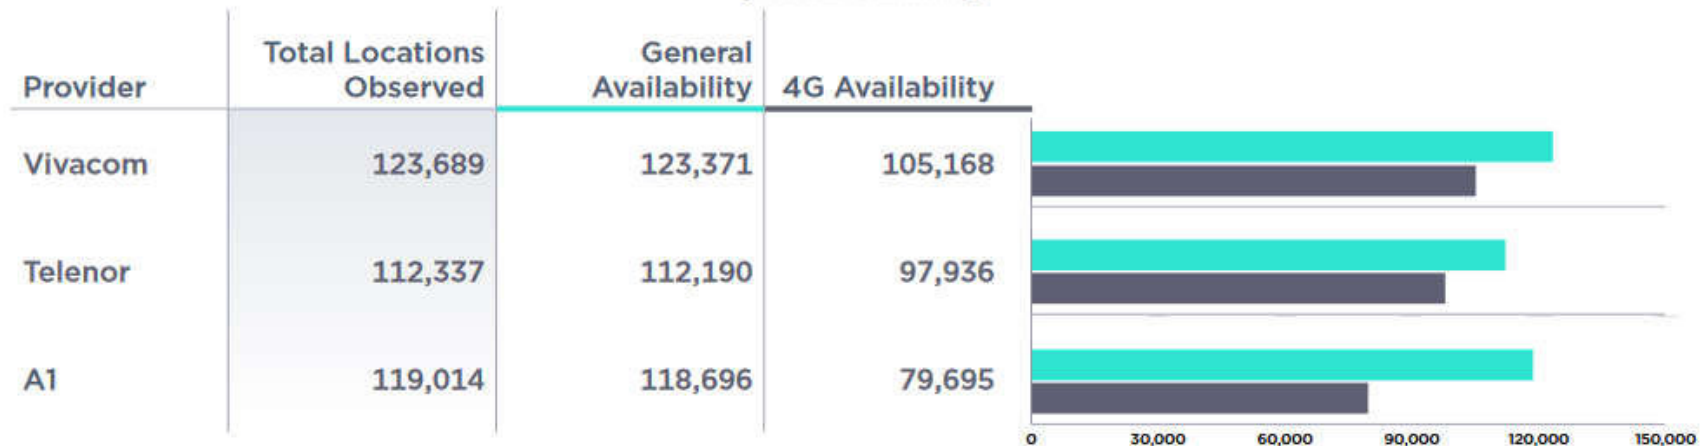 Total Locations General
Provider Observed Availability 4G Availability
Vivacom 123,689 123,371 105,168
Telenor 112,337 112,190 97,936
A1 119,014 118,696 79,695
0 30,000 60,000 90,000 120,000 150,000